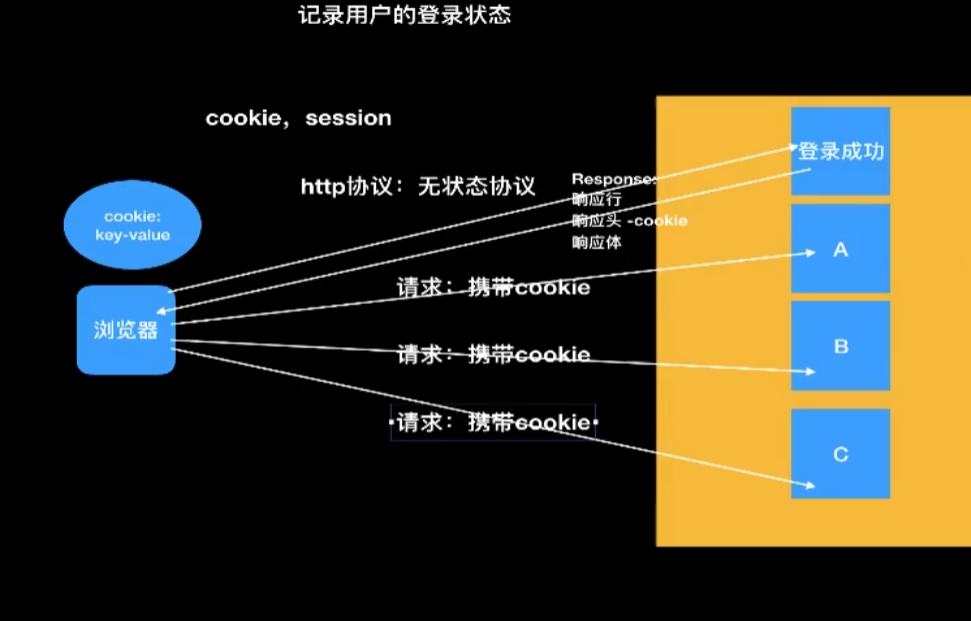 记录用户的登录状态
cookie，session
http协议：无状态协议
cookie:
key-value
浏览器
Response:
响应行
响应头 -cookie
响应体
请求：携带cookie
请求：携带cookie
请求：携带cookie
登录成功
A
B
C